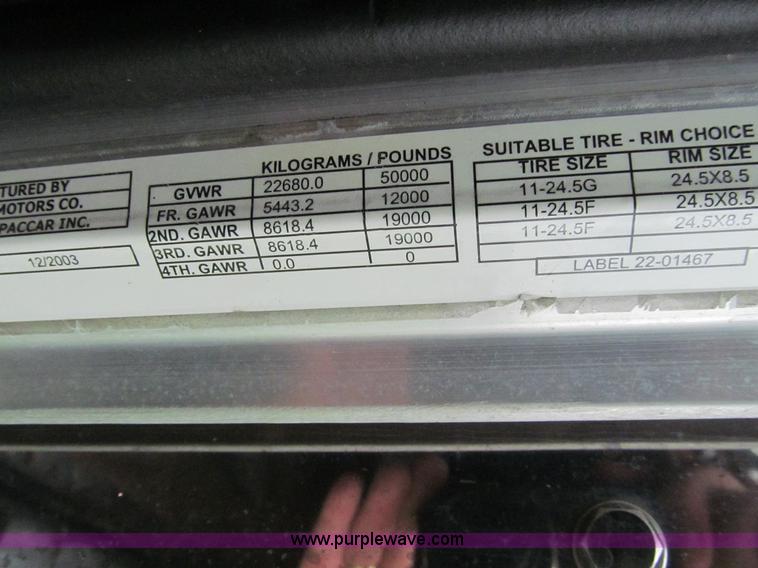 TURED BY
MOTORS CO.
PACCAR INC.
12/2003
KILOGRAMS / POUNDS
GVWR 22680.0 50000
FR. GAWR 5443.2 12000
2ND. GAWR 8618.4 19000
3RD. GAWR 8618.4 19000
4TH. GAWR 0.0 0
SUITABLE TIRE - RIM CHOICE
TIRE SIZE RIM SIZE
11-24.5G 24.5X8.5
11-24.5F 24.5X8.5
11-24.5F 24.5X8.5
LABEL 22-01467
www.purplewave.com